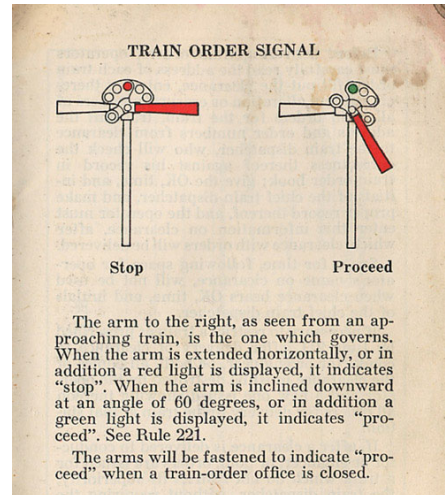 TRAIN ORDER SIGNAL
Stop
Proceed
The arm to the right, as seen from an ap-
proaching train, is the one which governs.
When the arm is extended horizontally, or in
addition a red light is displayed, it indicates
“stop”. When the arm is inclined downward
at an angle of 60 degrees, or in addition a
green light is displayed, it indicates “pro-
ceed”. See Rule 221.
The arms will be fastened to indicate “pro-
ceed” when a train-order office is closed.